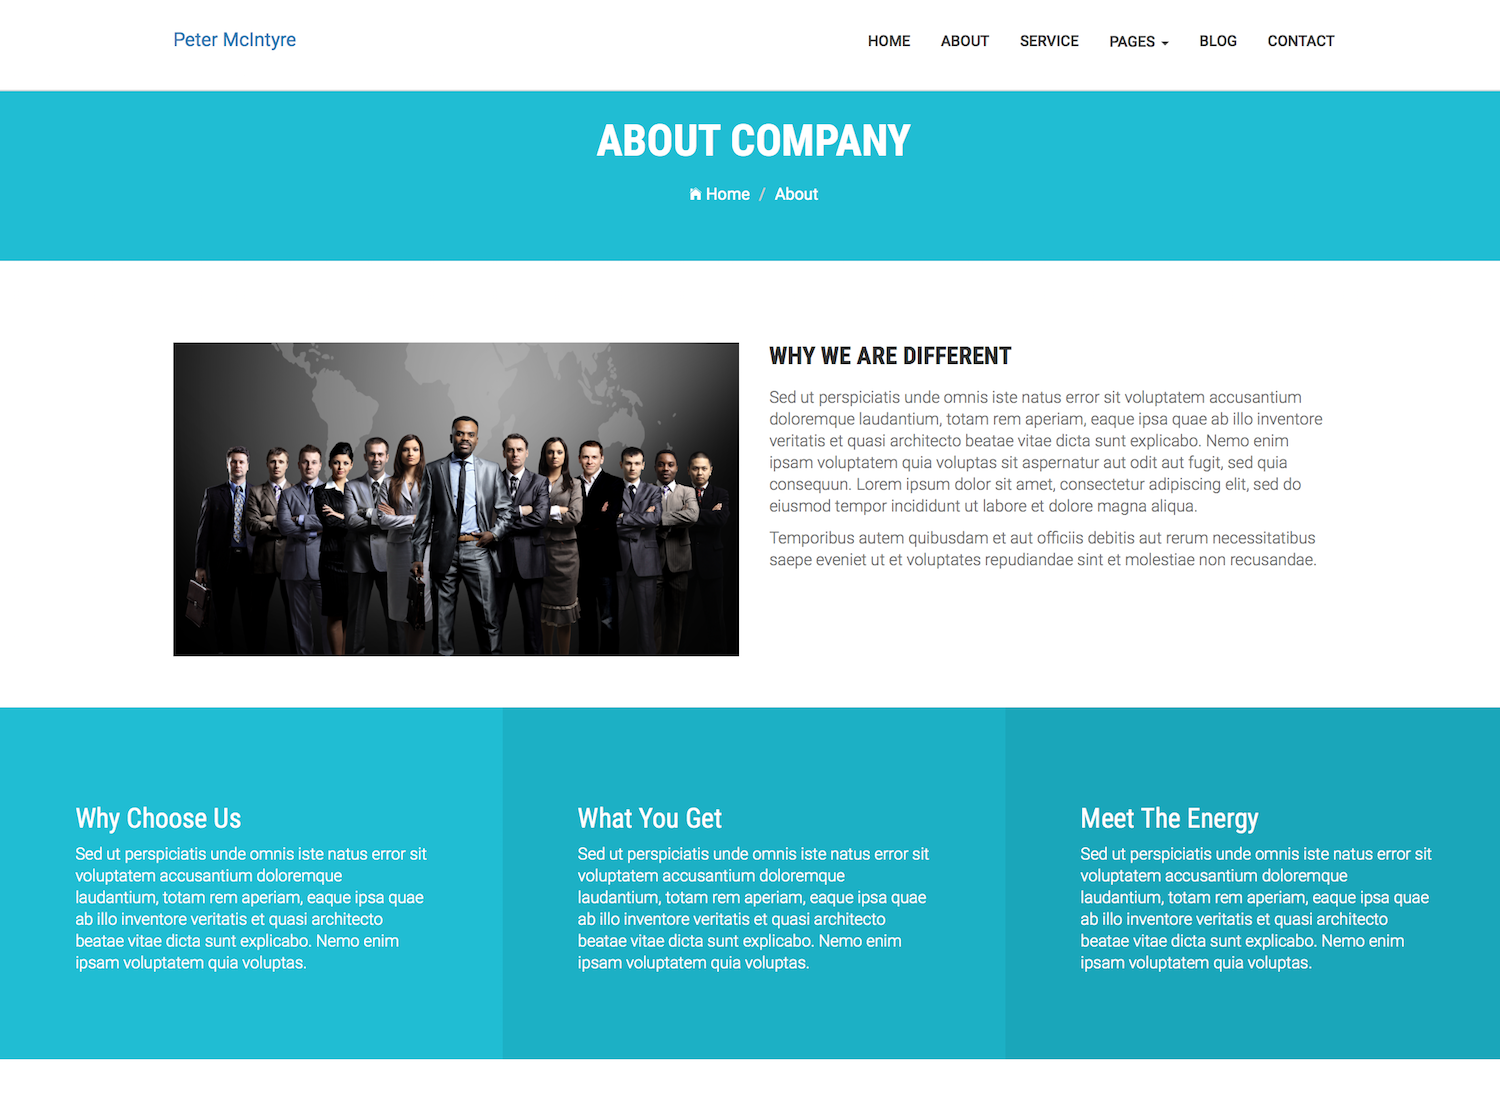 Peter McIntyre
HOME ABOUT SERVICE PAGES BLOG CONTACT
ABOUT COMPANY
Home / About
WHY WE ARE DIFFERENT
Sed ut perspiciatis unde omnis iste natus error sit voluptatem accusantium
doloremque laudantium, totam rem aperiam, eaque ipsa quae ab illo inventore
veritatis et quasi architecto beatae vitae dicta sunt explicabo. Nemo enim
ipsam voluptatem quia voluptas sit aspernatur aut odit aut fugit, sed quia
consequun. Lorem ipsum dolor sit amet, consectetur adipiscing elit, sed do
eiusmod tempor incididunt ut labore et dolore magna aliqua.
Temporibus autem quibusdam et aut officiis debitis aut rerum necessitatibus
saepe eveniet ut et voluptates repudiandae sint et molestiae non recusandae.
Why Choose Us
Sed ut perspiciatis unde omnis iste natus error sit
voluptatem accusantium doloremque
laudantium, totam rem aperiam, eaque ipsa quae
ab illo inventore veritatis et quasi architecto
beatae vitae dicta sunt explicabo. Nemo enim
ipsam voluptatem quia voluptas.
What You Get
Sed ut perspiciatis unde omnis iste natus error sit
voluptatem accusantium doloremque
laudantium, totam rem aperiam, eaque ipsa quae
ab illo inventore veritatis et quasi architecto
beatae vitae dicta sunt explicabo. Nemo enim
ipsam voluptatem quia voluptas.
Meet The Energy
Sed ut perspiciatis unde omnis iste natus error sit
voluptatem accusantium doloremque
laudantium, totam rem aperiam, eaque ipsa quae
ab illo inventore veritatis et quasi architecto
beatae vitae dicta sunt explicabo. Nemo enim
ipsam voluptatem quia voluptas.